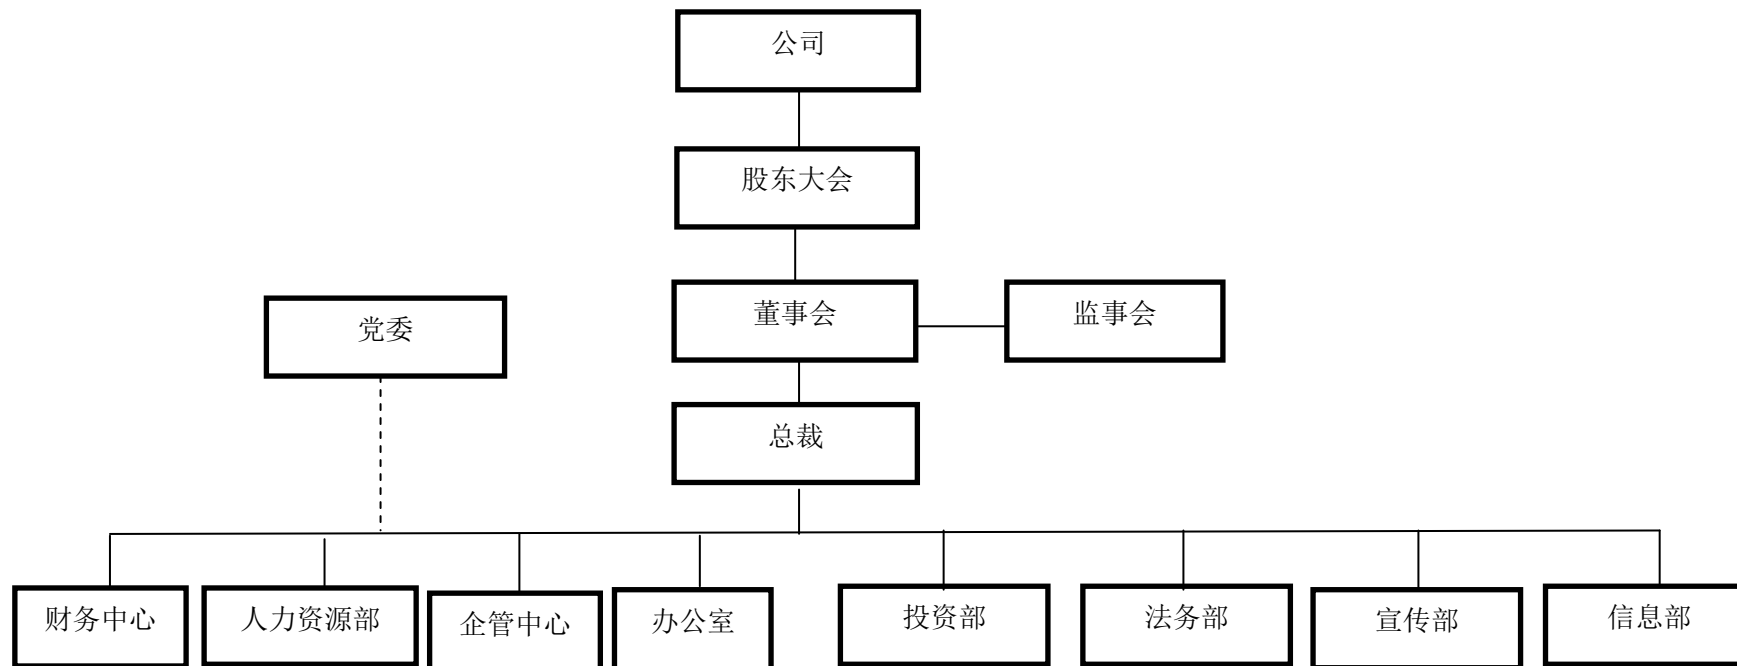 公司
股东大会
董事会
监事会
党委
总裁
财务中心
人力资源部
企管中心
办公室
投资部
法务部
宣传部
信息部